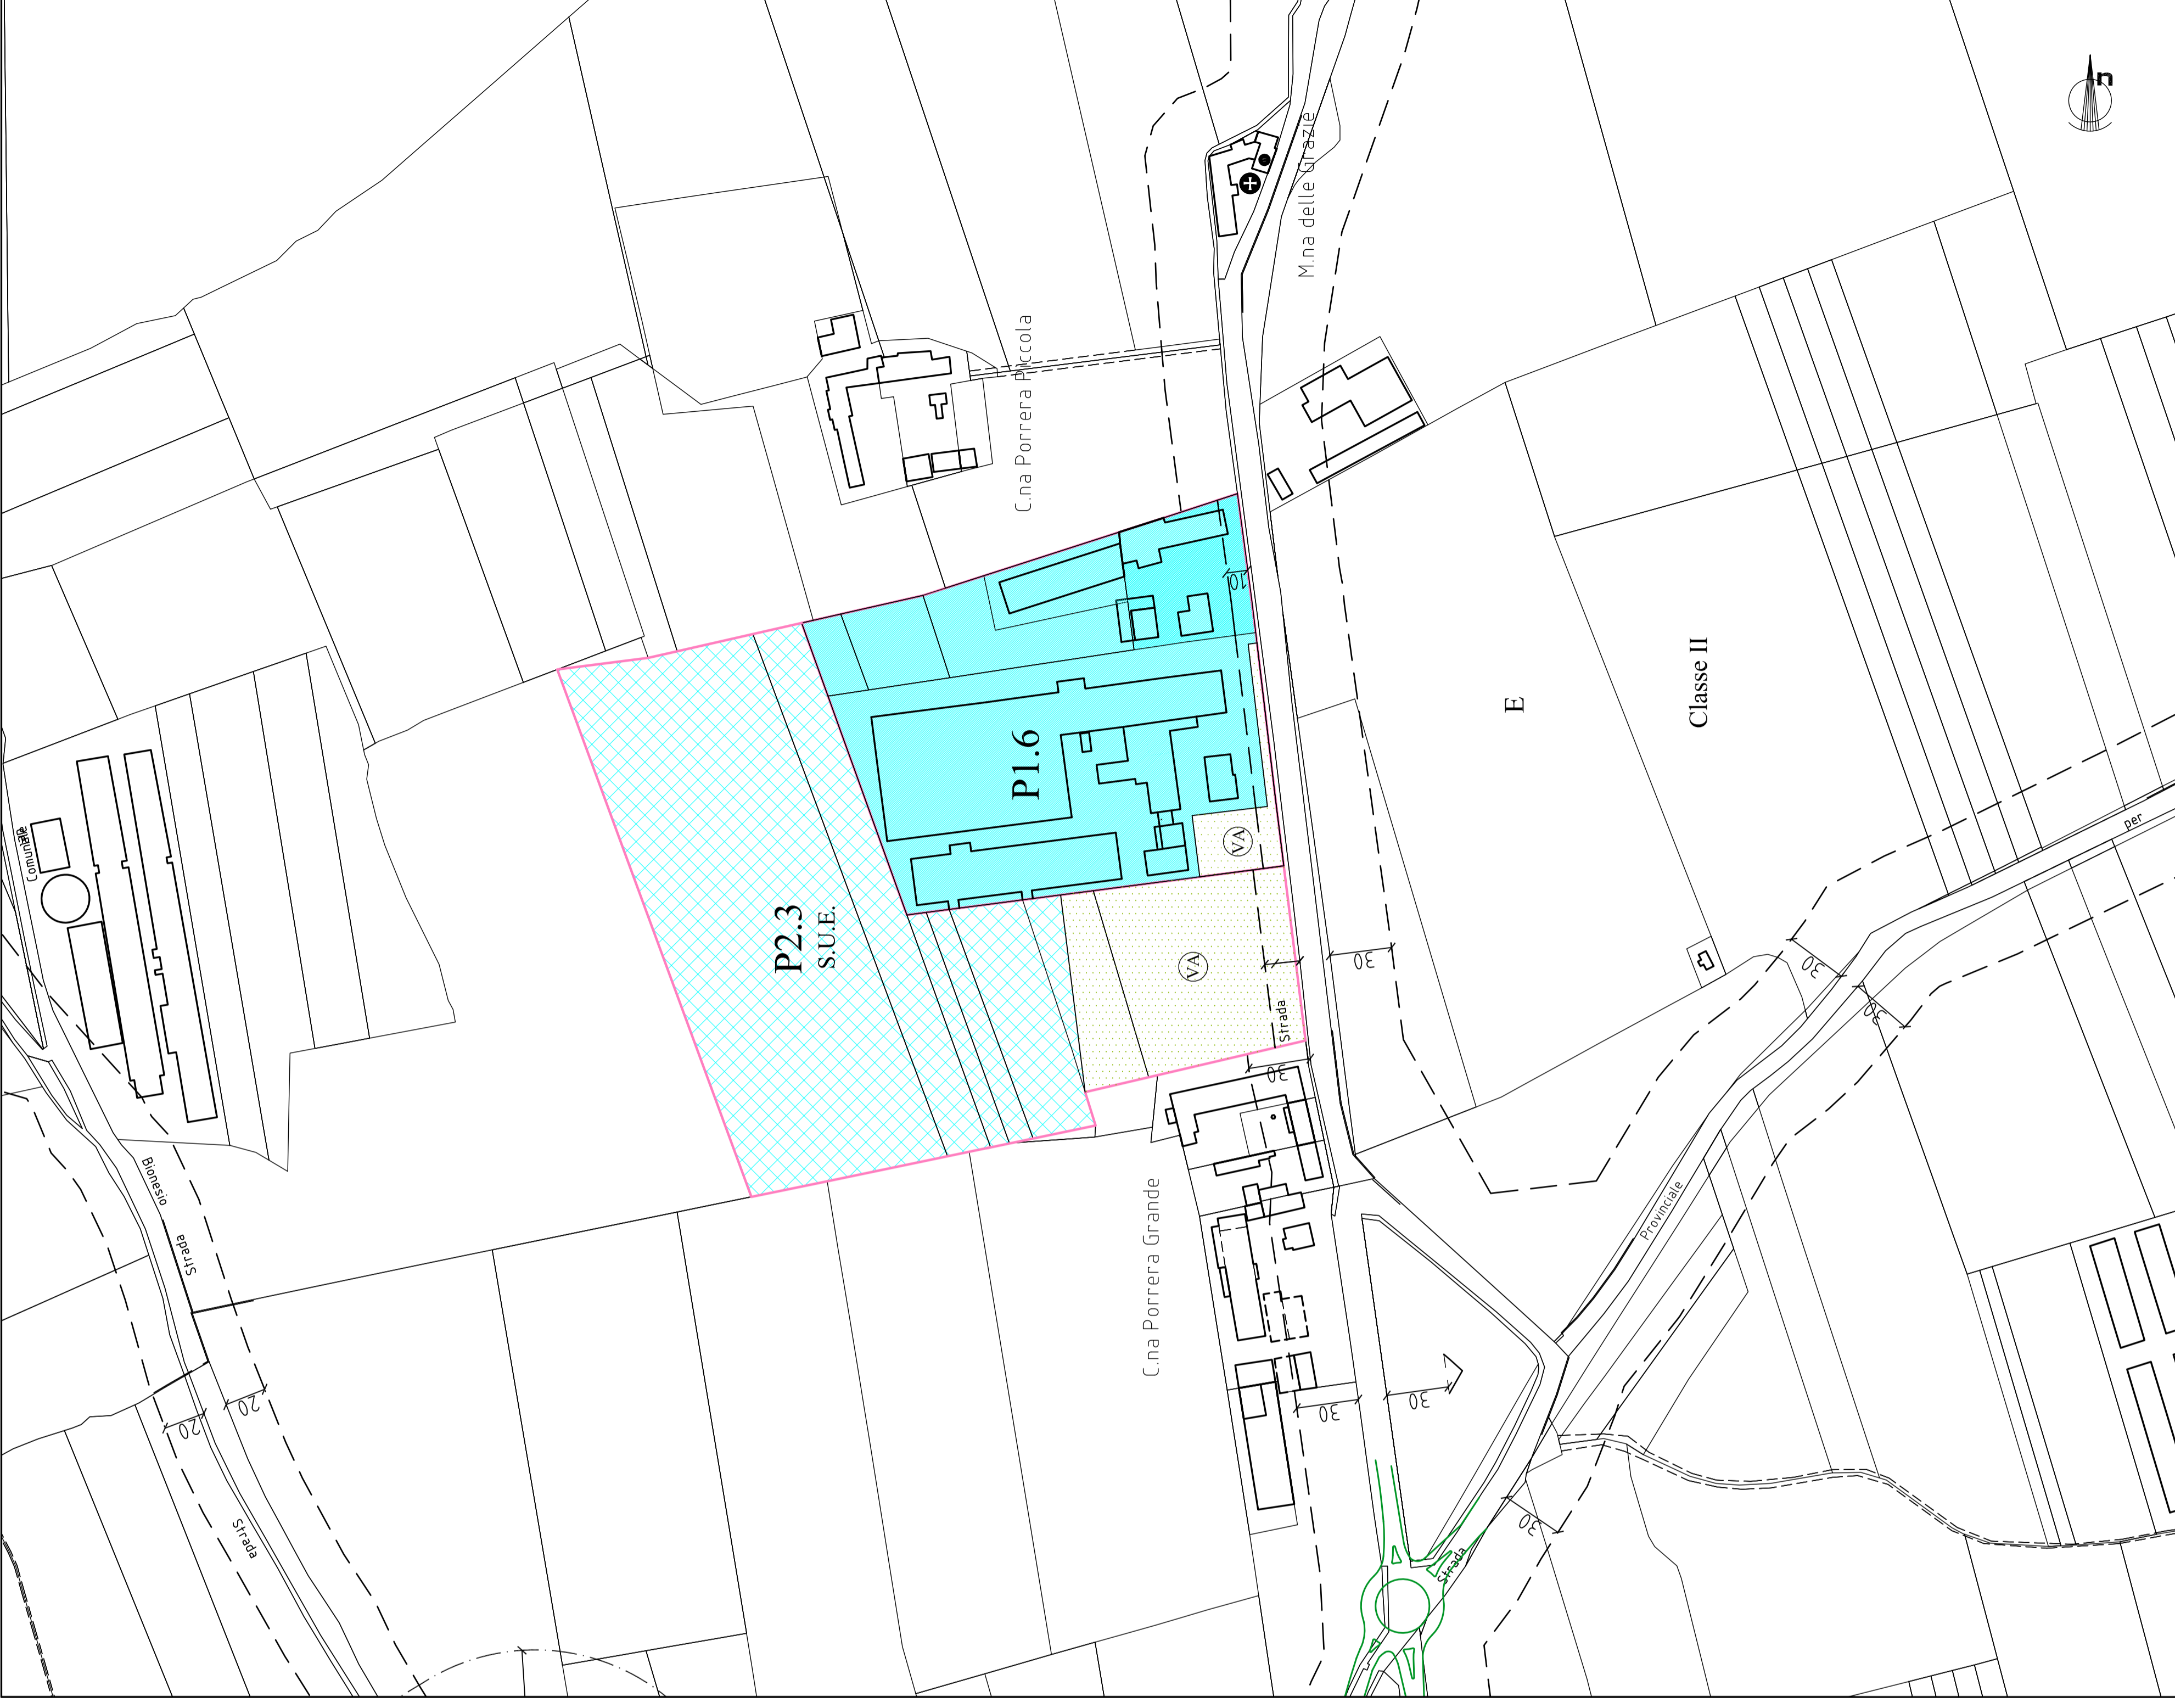 n
M.na delle Grazie
C.na Porrera Piccola
10
P1.6
E
Classe II
VA
Comunale
P2.3
S.U.E.
VA
30
Strada
30
per
30
30
Bionesio
Strada
C.na Porrera Grande
Provinciale
20
20
30
30
Strada
30
Strada